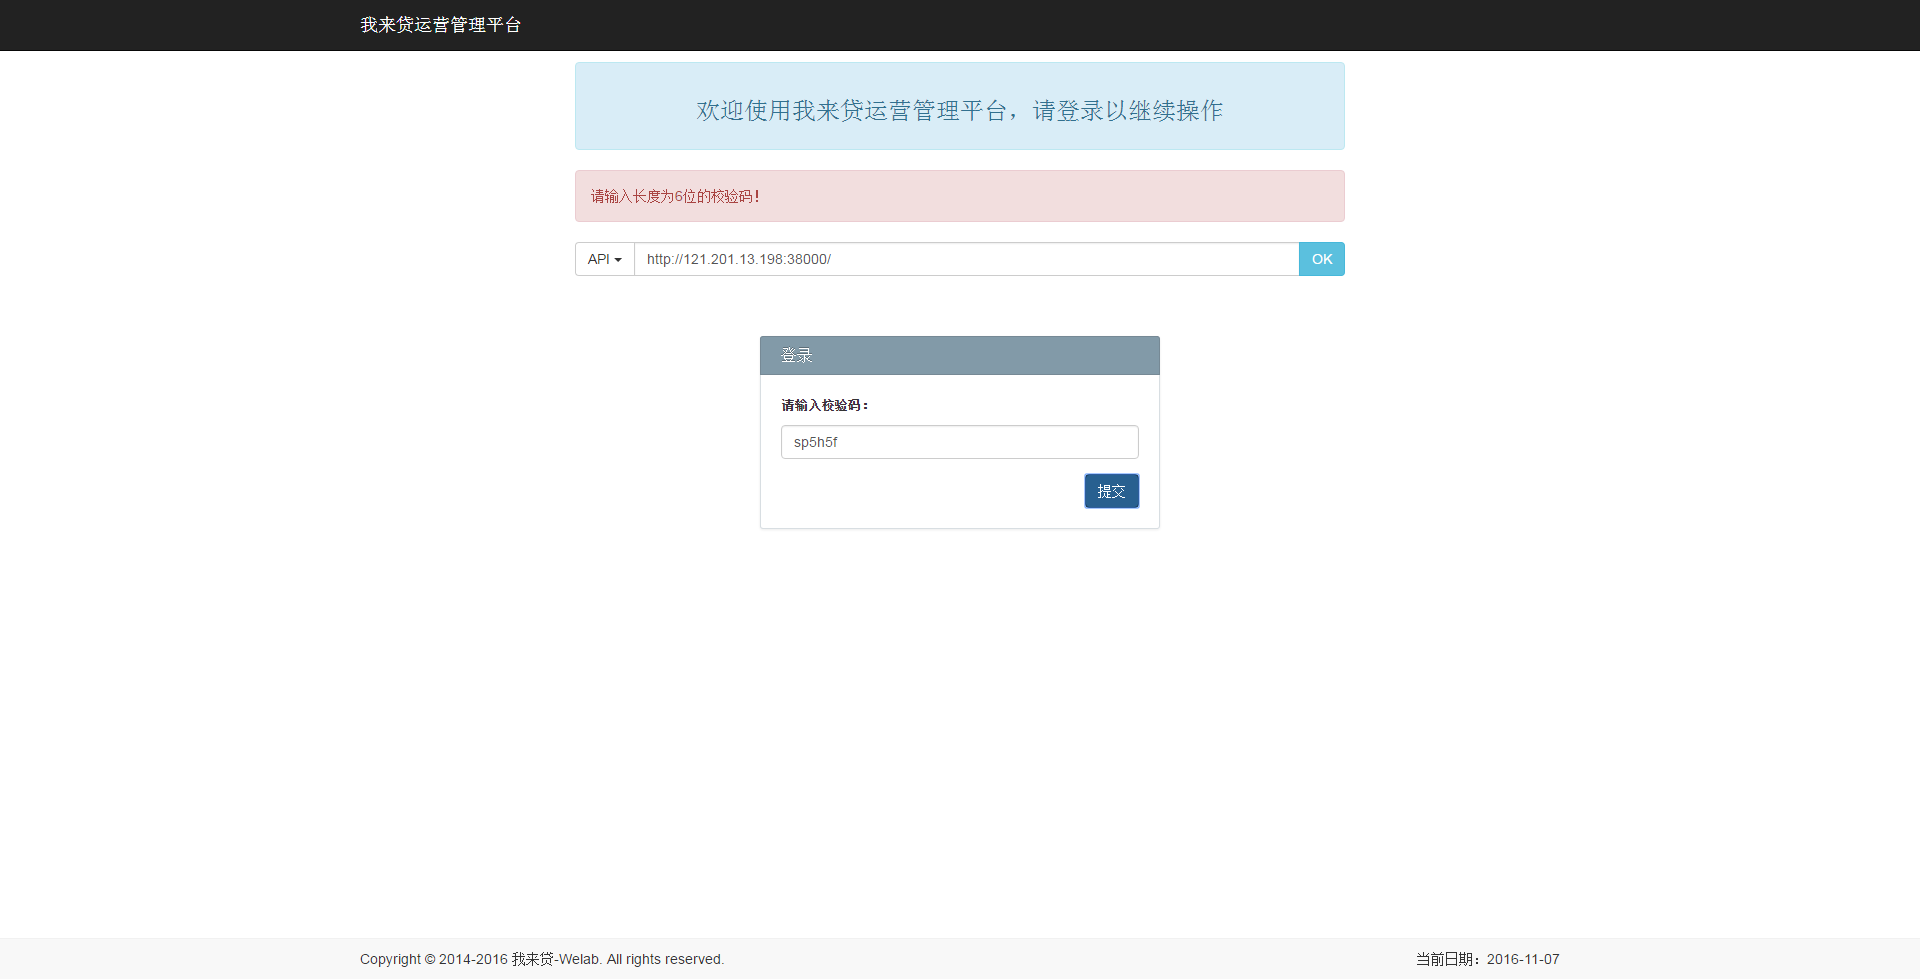 我来贷运营管理平台
欢迎使用我来贷运营管理平台，请登录以继续操作
请输入长度为6位的校验码！
API http://121.201.13.198:38000/ OK
登录
请输入校验码：
sp5h5f
提交
Copyright © 2014-2016 我来贷-Welab. All rights reserved. 当前日期：2016-11-07